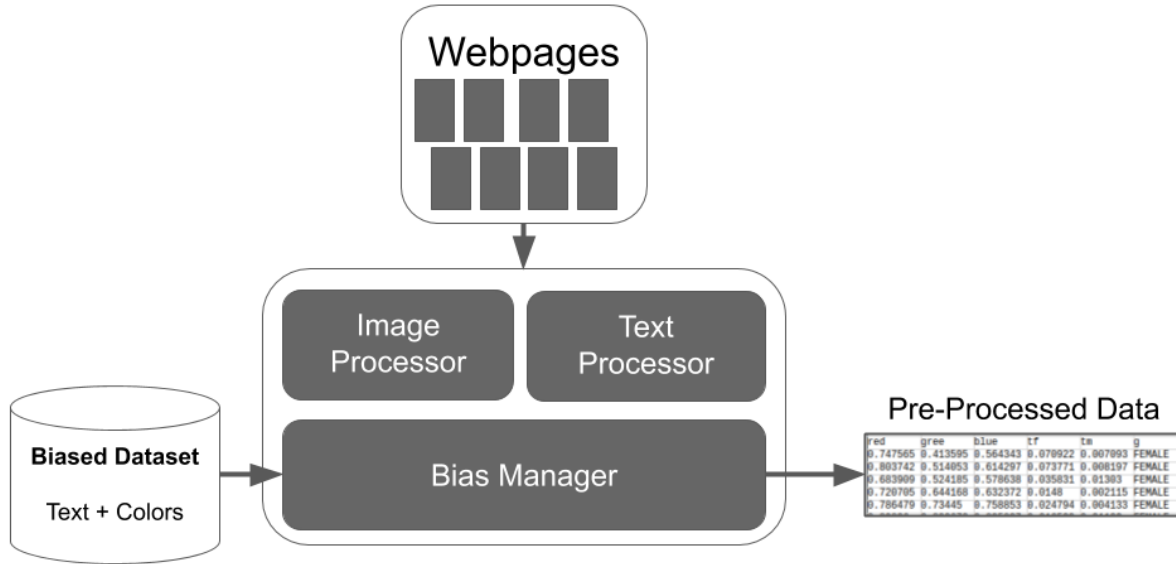 Webpages
Image
Processor
Text
Processor
Biased Dataset
Text + Colors
Bias Manager
Pre-Processed Data
red gree blue tf tm g
0.747565 0.413595 0.564343 0.070922 0.007093 FEMALE
0.803742 0.514053 0.614297 0.073771 0.008197 FEMALE
0.683909 0.524185 0.578638 0.035831 0.01303 FEMALE
0.720705 0.644168 0.632372 0.0148 0.002115 FEMALE
0.786479 0.73445 0.758853 0.024794 0.004133 FEMALE